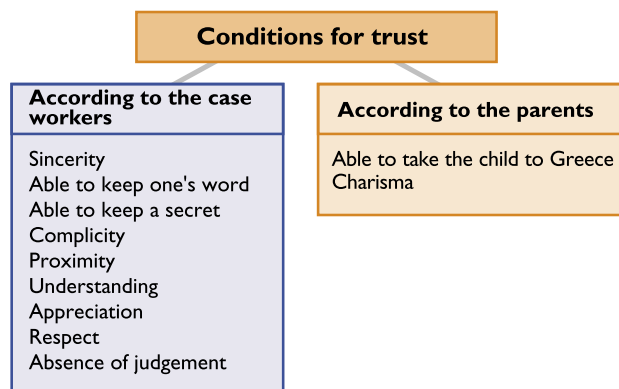 Conditions for trust
According to the case
workers
Sincerity
Able to keep one's word
Able to keep a secret
Complicity
Proximity
Understanding
Appreciation
Respect
Absence of judgement
According to the parents
Able to take the child to Greece
Charisma